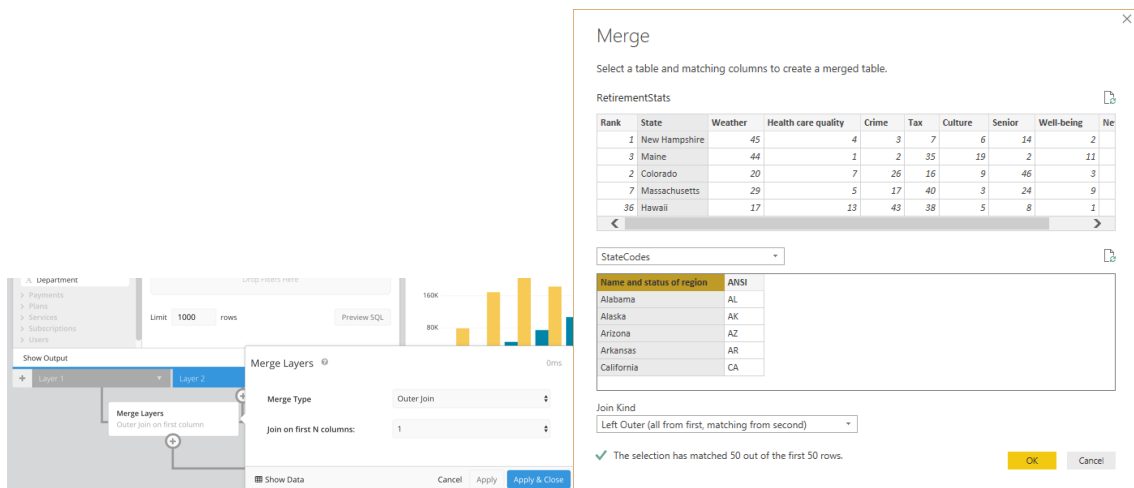 A Department
> Payments
> Plans
> Services
> Subscriptions
> Users
Drop Filters Here
Limit 1000 rows Preview SQL
160K
80K
Show Output
+ Layer 1 Layer 2
Merge Layers
Outer Join on first column
Merge Layers 0ms
Merge Type Outer Join
Join on first N columns: 1
Show Data Cancel Apply Apply & Close
Merge
Select a table and matching columns to create a merged table.
RetirementStats
Rank State Weather Health care quality Crime Tax Culture Senior Well-being Ne
1 New Hampshire 45 4 3 7 6 14 2
3 Maine 44 1 2 35 19 2 11
2 Colorado 20 7 26 16 9 46 3
7 Massachusetts 29 5 17 40 3 24 9
36 Hawaii 17 13 43 38 5 8 1
StateCodes
Name and status of region ANSI
Alabama AL
Alaska AK
Arizona AZ
Arkansas AR
California CA
Join Kind
Left Outer (all from first, matching from second)
The selection has matched 50 out of the first 50 rows.
OK Cancel